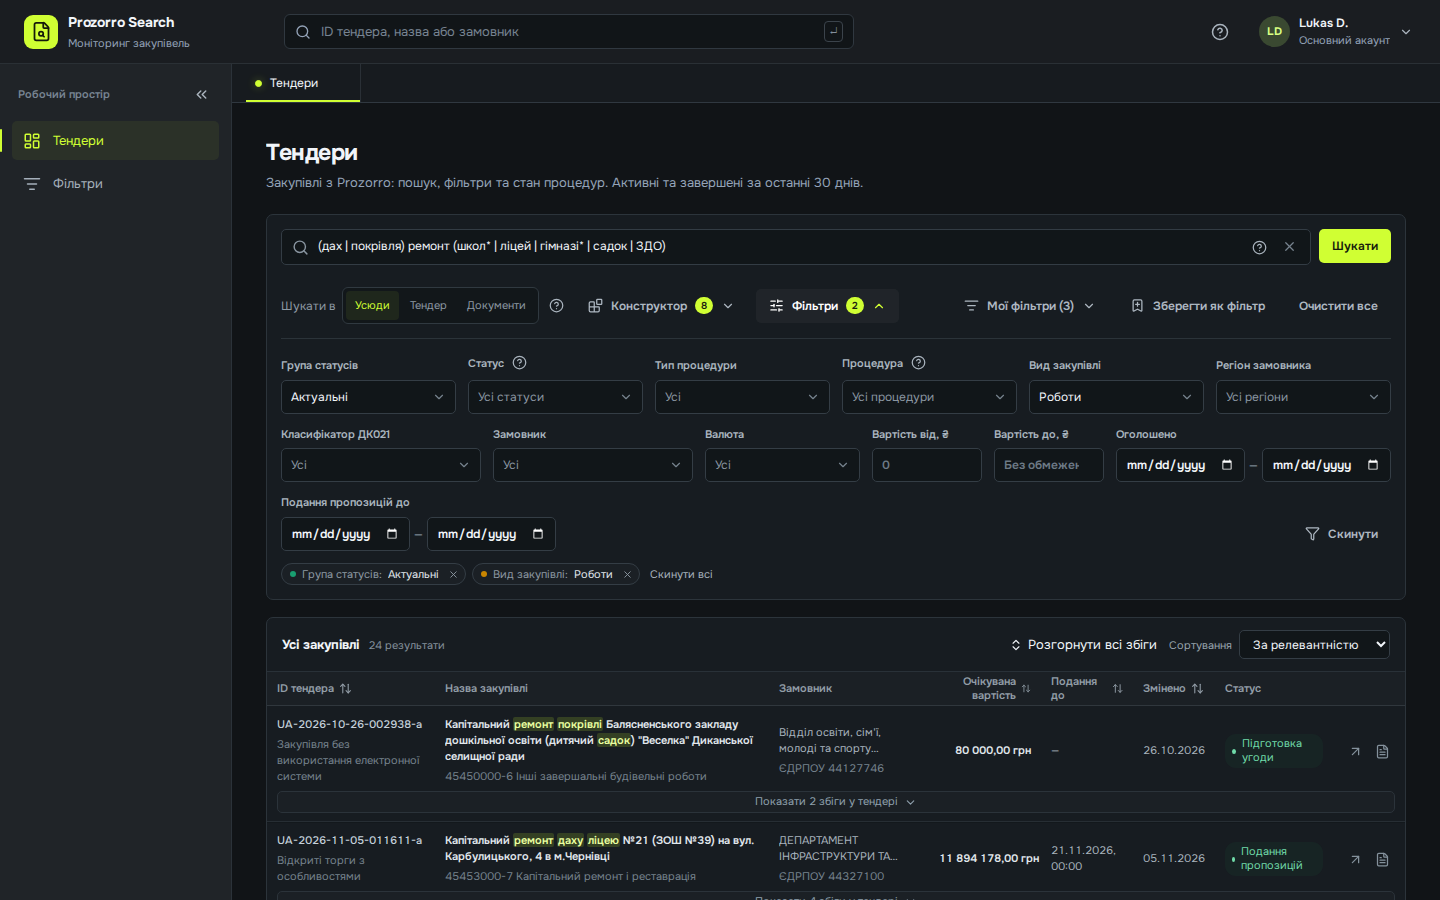 Prozorro Search
Моніторинг закупівель
ID тендера, назва або замовник
LD
Lukas D.
Основний акаунт
Робочий простір
Тендери
Фільтри
Тендери
Тендери
Закупівлі з Prozorro: пошук, фільтри та стан процедур. Активні та завершені за останні 30 днів.
(дах | покрівля) ремонт (школ* | ліцей | гімназі* | садок | ЗДО)
Шукати
Шукати в
Усюди
Тендер
Документи
Конструктор 8
Фільтри 2
Мої фільтри (3)
Зберегти як фільтр
Очистити все
Група статусів
Статус
Тип процедури
Процедура
Вид закупівлі
Регіон замовника
Актуальні
Усі статуси
Усі
Усі процедури
Роботи
Усі регіони
Класифікатор ДК021
Замовник
Валюта
Вартість від, ₴
Вартість до, ₴
Оголошено
Усі
Усі
Усі
0
Без обмежен
mm/dd/yyyy – mm/dd/yyyy
Подання пропозицій до
mm/dd/yyyy – mm/dd/yyyy
Скинути
Група статусів: Актуальні
Вид закупівлі: Роботи
Скинути всі
Усі закупівлі 24 результати
Розгорнути всі збіги
Сортування
За релевантністю
ID тендера
Назва закупівлі
Замовник
Очікувана вартість
Подання до
Змінено
Статус
UA-2026-10-26-002938-a
Закупівля без
використання електронної
системи
Капітальний ремонт покрівлі Балясненського закладу
дошкільної освіти (дитячий садок) "Веселка" Диканської
селищної ради
45450000-6 Інші завершальні будівельні роботи
Відділ освіти, сім'ї,
молоді та спорту…
ЄДРПОУ 44127746
80 000,00 грн
—
26.10.2026
Підготовка
угоди
Показати 2 збіги у тендері
UA-2026-11-05-011611-a
Відкриті торги з
особливостями
Капітальний ремонт даху ліцею №21 (ЗОШ №39) на вул.
Карбулицького, 4 в м.Чернівці
45453000-7 Капітальний ремонт і реставрація
ДЕПАРТАМЕНТ
ІНФРАСТРУКТУРИ ТА…
ЄДРПОУ 44327100
11 894 178,00 грн
21.11.2026,
00:00
05.11.2026
Подання
пропозицій